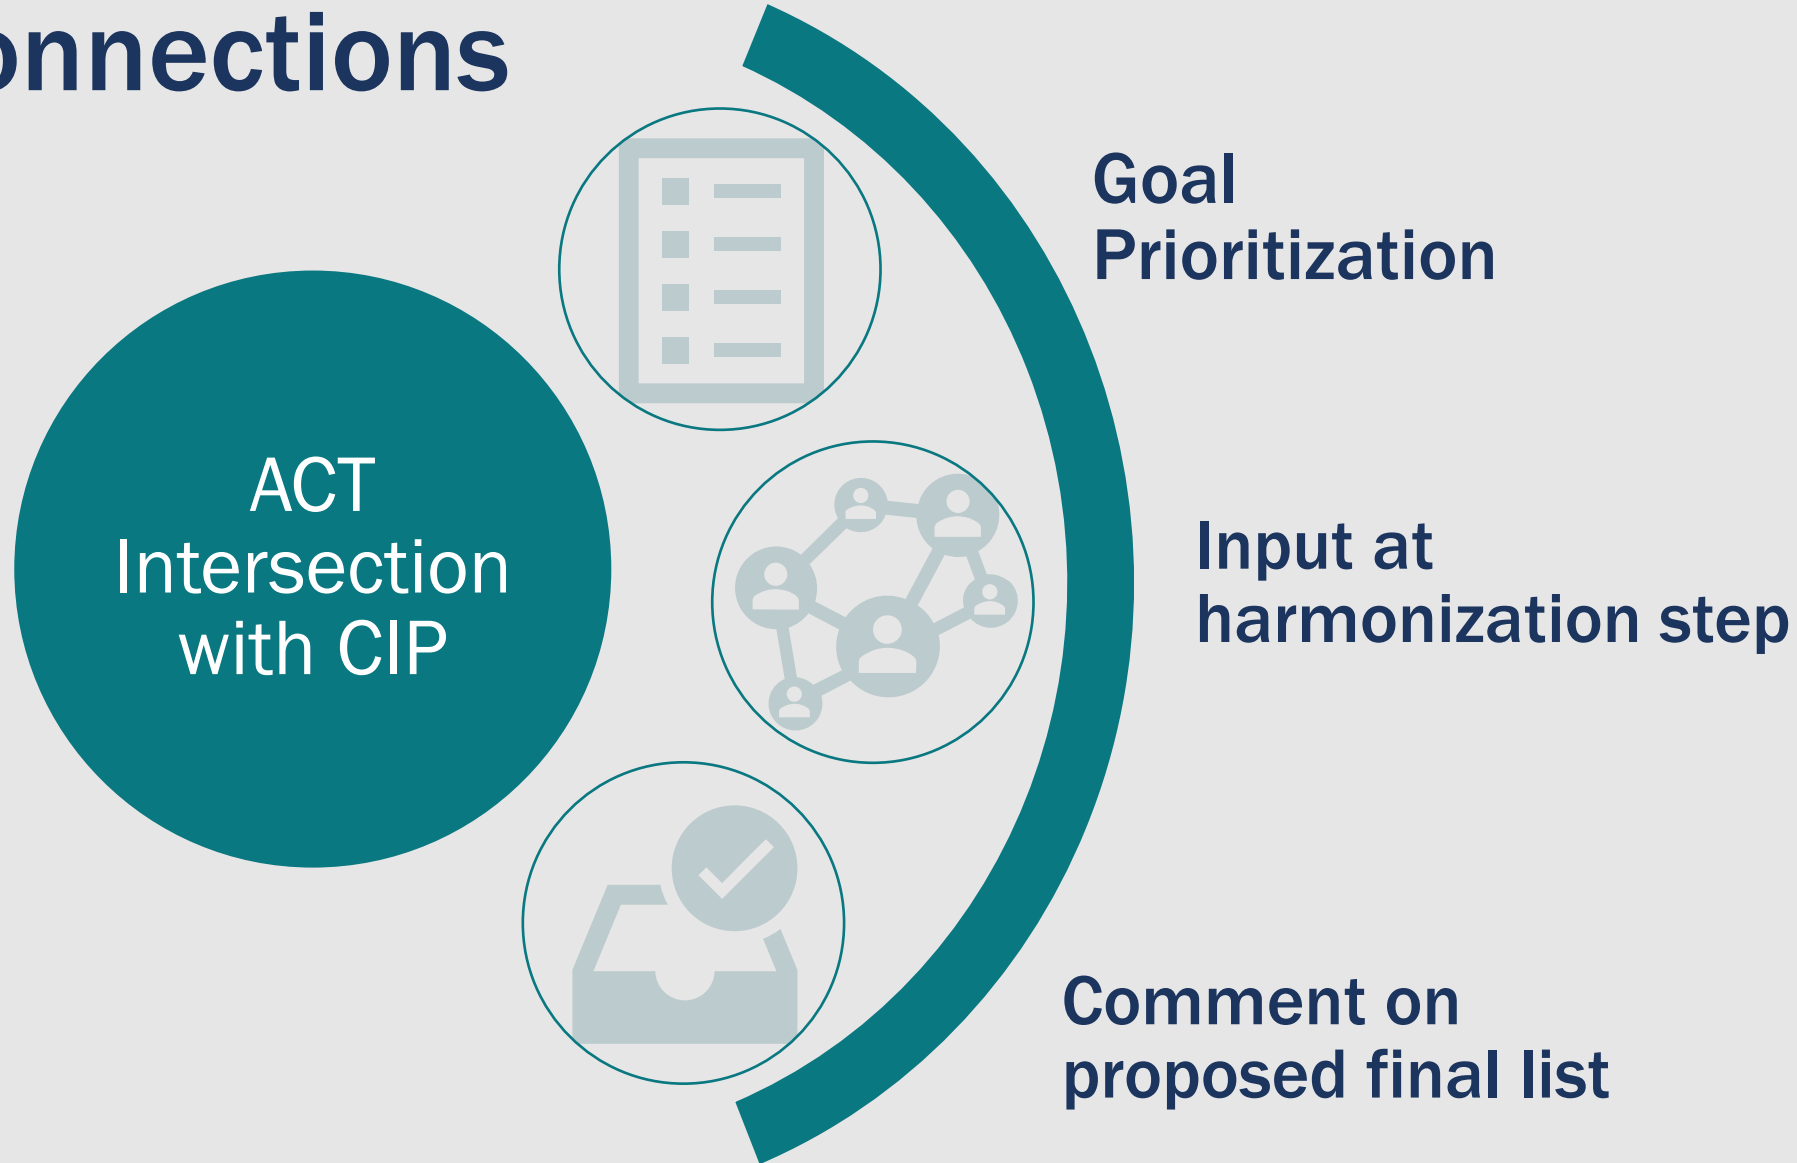 onnections
Goal
Prioritization
ACT
Intersection
with CIP
Input at
harmonization step
Comment on
proposed final list